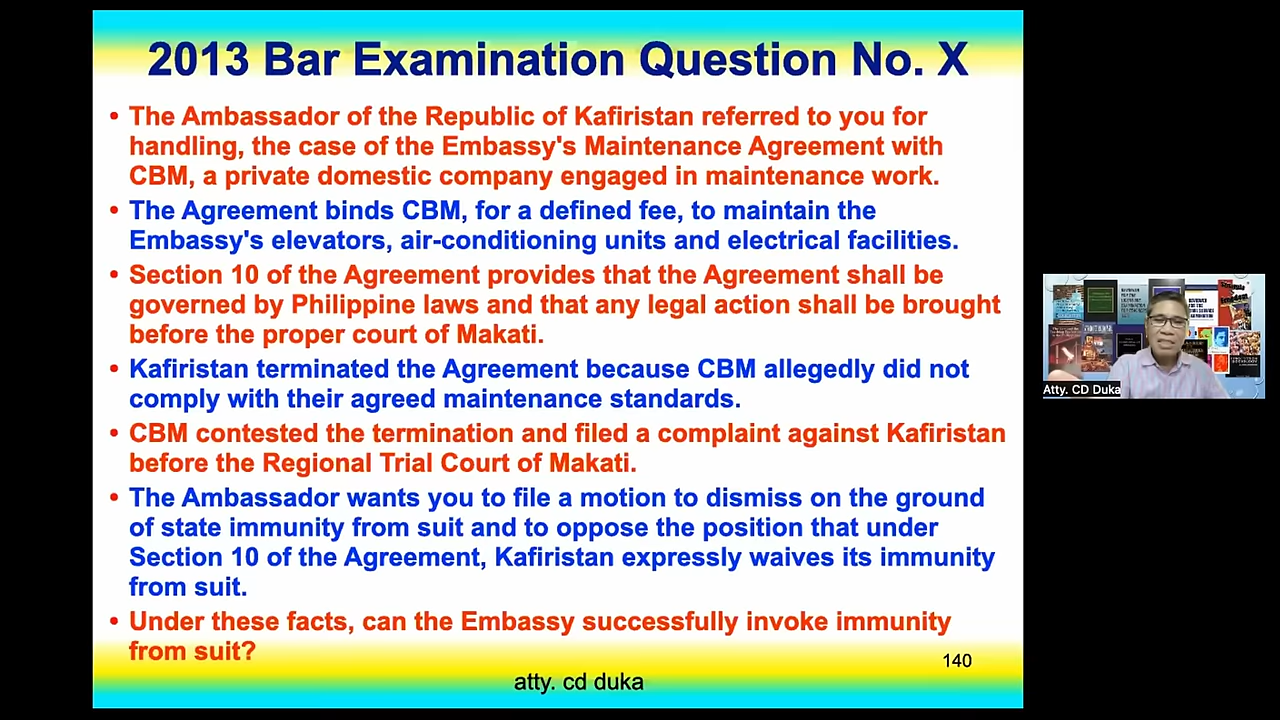 2013 Bar Examination Question No. X
• The Ambassador of the Republic of Kafiristan referred to you for
handling, the case of the Embassy's Maintenance Agreement with
CBM, a private domestic company engaged in maintenance work.
• The Agreement binds CBM, for a defined fee, to maintain the
Embassy's elevators, air-conditioning units and electrical facilities.
• Section 10 of the Agreement provides that the Agreement shall be
governed by Philippine laws and that any legal action shall be brought
before the proper court of Makati.
• Kafiristan terminated the Agreement because CBM allegedly did not
comply with their agreed maintenance standards.
• CBM contested the termination and filed a complaint against Kafiristan
before the Regional Trial Court of Makati.
• The Ambassador wants you to file a motion to dismiss on the ground
of state immunity from suit and to oppose the position that under
Section 10 of the Agreement, Kafiristan expressly waives its immunity
from suit.
• Under these facts, can the Embassy successfully invoke immunity
from suit?
140
atty. cd duka
Atty. CD Duka